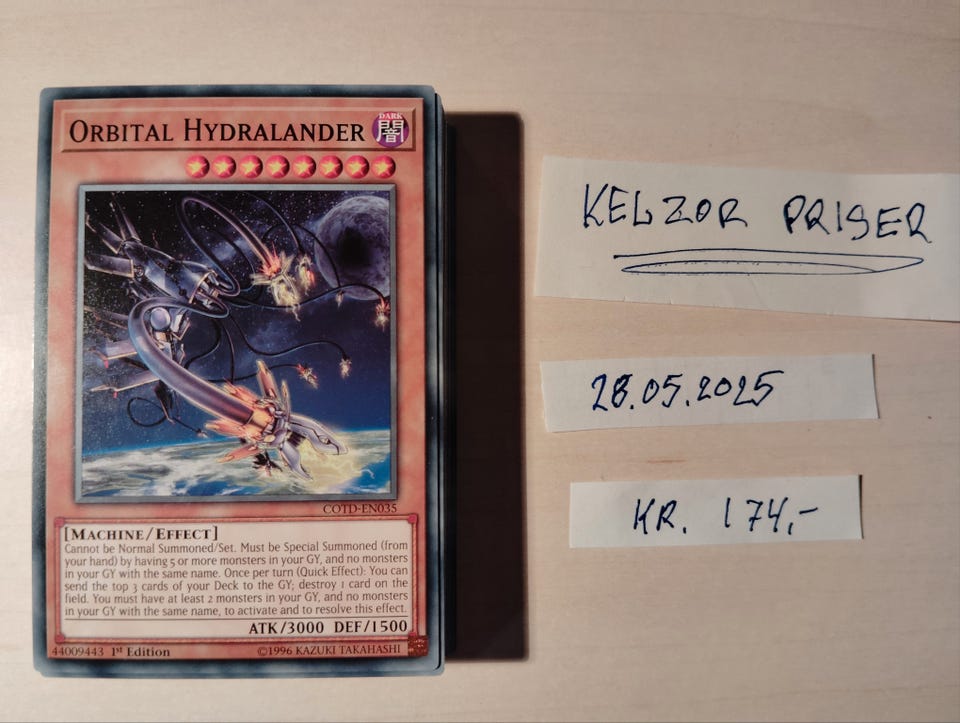 ORBITAL HYDRALANDER
DARK
闇
COTD-EN035
[MACHINE/EFFECT]
Cannot be Normal Summoned/Set. Must be Special Summoned (from
your hand) by having 5 or more monsters in your GY, and no monsters
in your GY with the same name. Once per turn (Quick Effect): You can
send the top 3 cards of your Deck to the GY; destroy 1 card on the
field. You must have at least 2 monsters in your GY, and no monsters
in your GY with the same name, to activate and to resolve this effect.
ATK/3000 DEF/1500
44009443 1st Edition ©1996 KAZUKI TAKAHASHI
KELZOR PRISER
28.05.2025
KR. 174,-